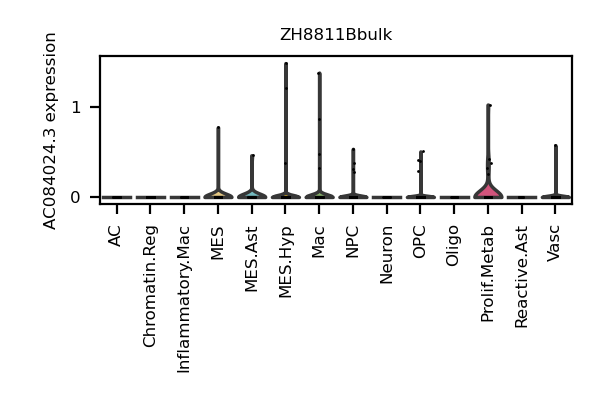 ZH8811Bbulk
AC084024.3 expression
1
0
AC
Chromatin.Reg
Inflammatory.Mac
MES
MES.Ast
MES.Hyp
Mac
NPC
Neuron
OPC
Oligo
Prolif.Metab
Reactive.Ast
Vasc